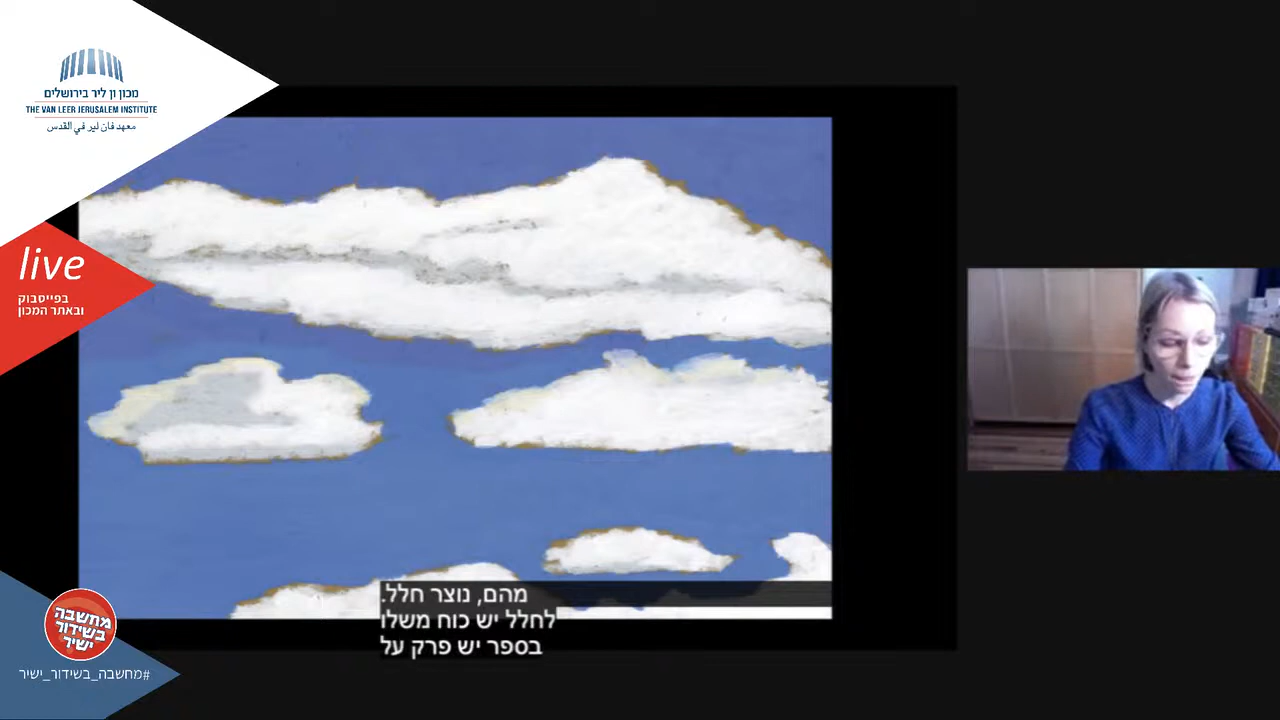 מכון ון ליר בירושלים
THE VAN LEER JERUSALEM INSTITUTE
معهد فان لير في القدس
live
בפייסבוק
ובאתר המכון
מהם, נוצר חלל.
לחלל יש כוח משלו
בספר יש פרק על
מחשבה
בשידור
ישיר
#מחשבה_בשידור_ישיר